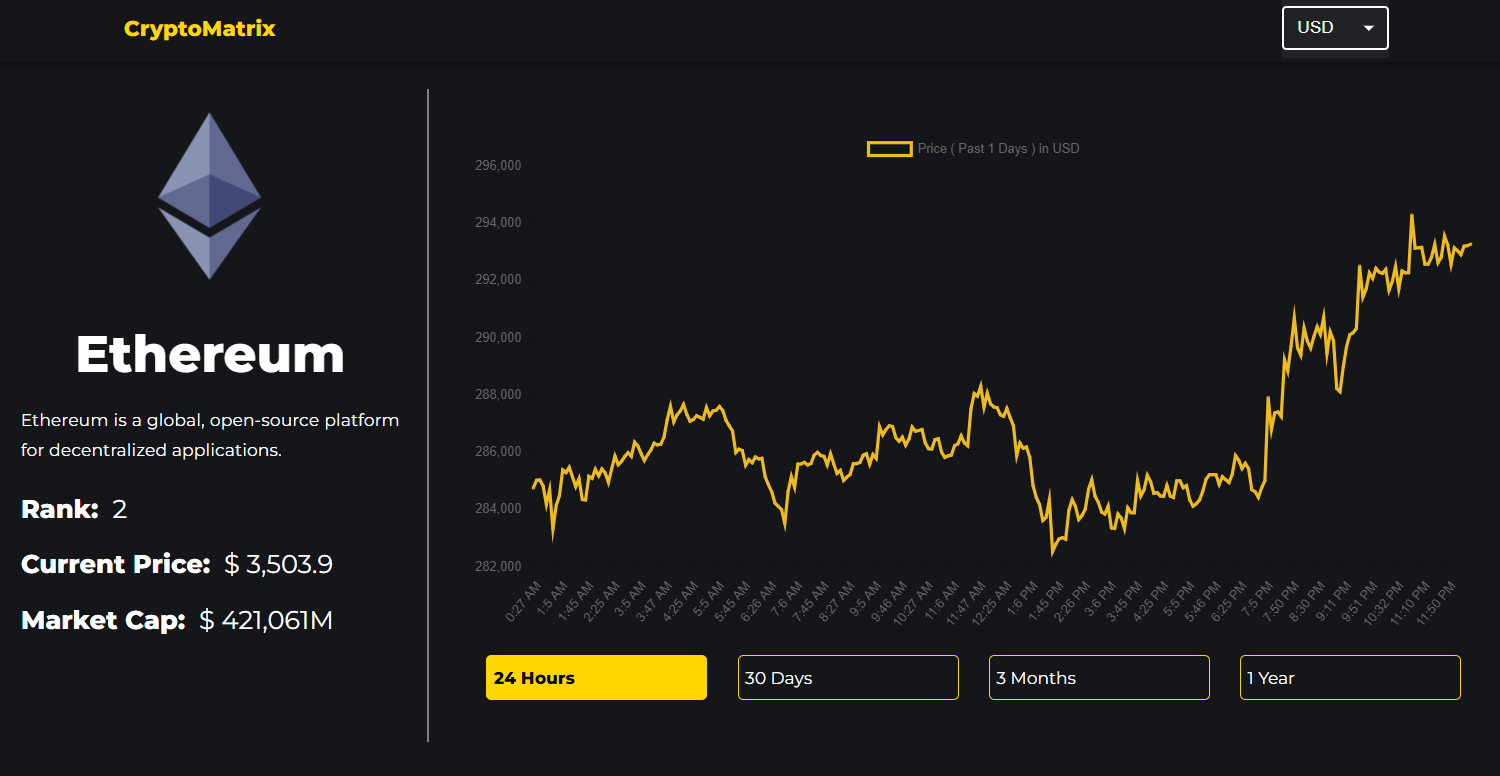 CryptoMatrix
USD
Ethereum
Ethereum is a global, open-source platform
for decentralized applications.
Rank: 2
Current Price: $ 3,503.9
Market Cap: $ 421,061M
Price ( Past 1 Days ) in USD
296,000
294,000
292,000
290,000
288,000
286,000
284,000
282,000
0:27 AM
1:5 AM
1:45 AM
2:25 AM
3:5 AM
3:47 AM
4:25 AM
5:5 AM
5:45 AM
6:26 AM
7:6 AM
7:45 AM
8:27 AM
9:5 AM
9:46 AM
10:27 AM
11:6 AM
11:47 AM
12:25 AM
1:6 PM
1:45 PM
2:26 PM
3:6 PM
3:45 PM
4:25 PM
5:5 PM
5:46 PM
6:25 PM
7:5 PM
7:50 PM
8:30 PM
9:11 PM
9:51 PM
10:32 PM
11:10 PM
11:50 PM
24 Hours
30 Days
3 Months
1 Year